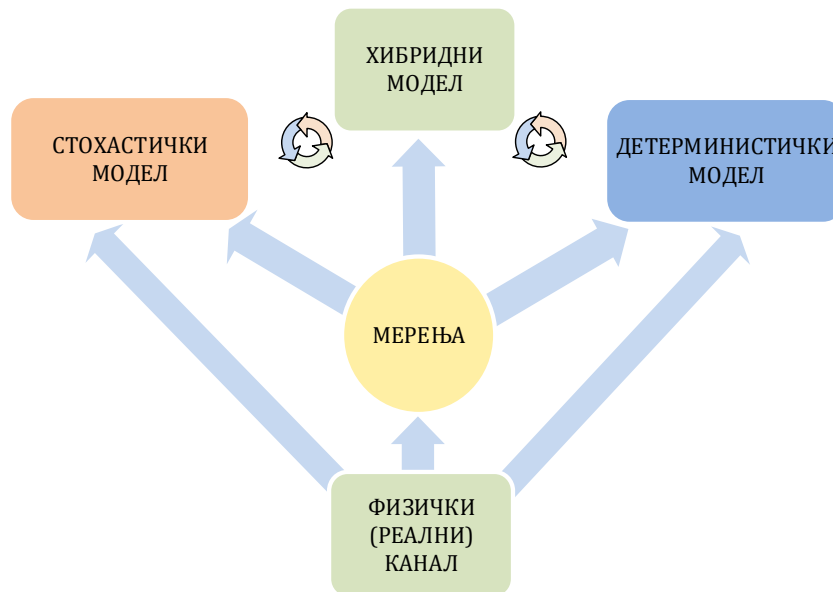 ХИБРИДНИ
МОДЕЛ
СТОХАСТИЧКИ
МОДЕЛ
ДЕТЕРМИНИСТИЧКИ
МОДЕЛ
МЕРЕЊА
ФИЗИЧКИ
(РЕАЛНИ)
КАНАЛ